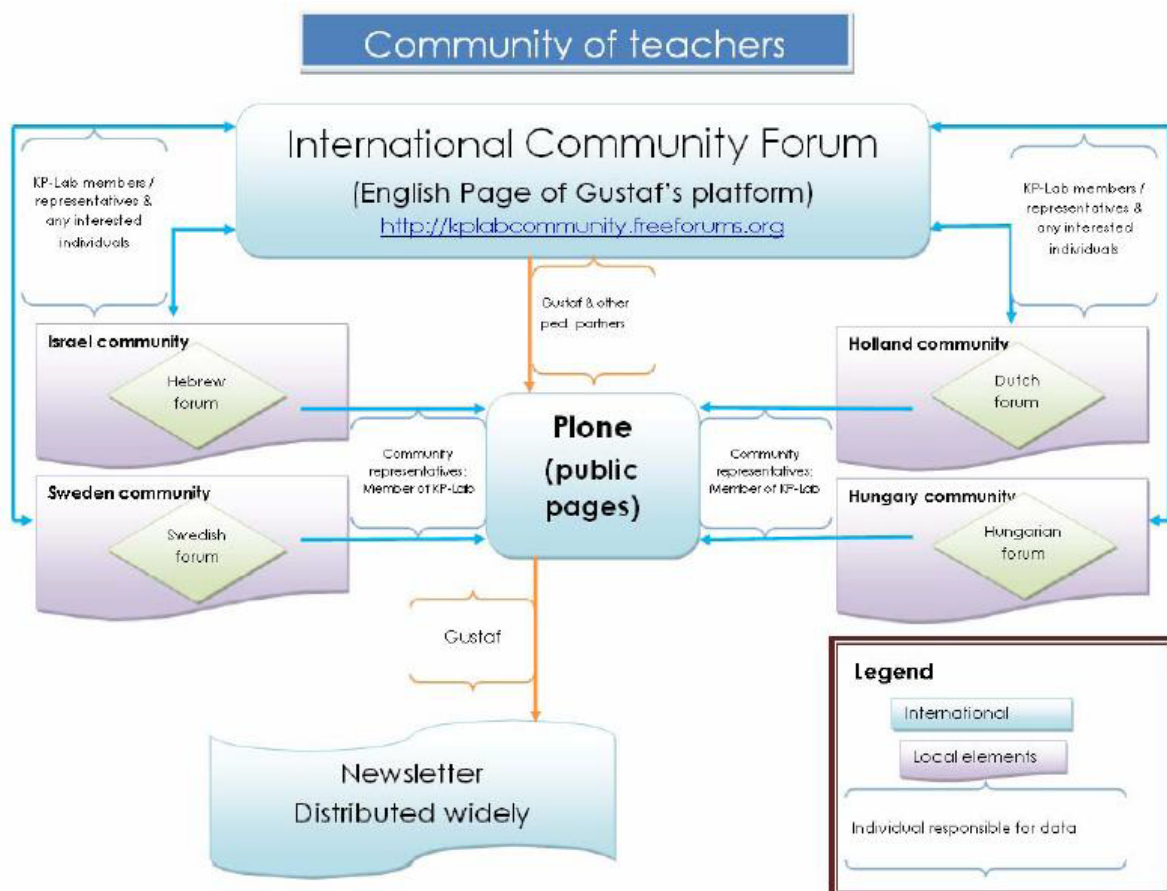 Community of teachers
International Community Forum
(English Page of Gustaf's platform)
http://kplabcommunity.freeforums.org
KP-Lab members /
representatives &
any interested
individuals
KP-Lab members /
representatives &
any interested
individuals
Gustaf & other
ped. partners
Israel community
Hebrew
forum
Holland community
Dutch
forum
Plone
(public
pages)
Community
representatives:
Member of KP-Lab
Community
representatives:
Member of KP-Lab
Sweden community
Swedish
forum
Hungary community
Hungarian
forum
Gustaf
Newsletter
Distributed widely
Legend
International
Local elements
Individual responsible for data